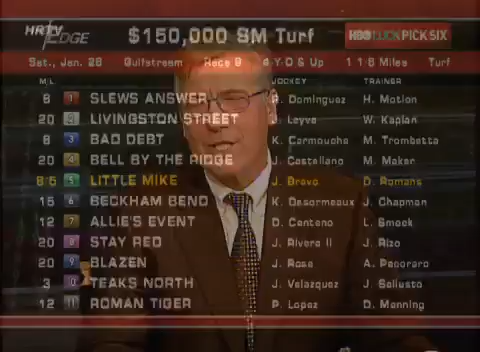 HRTV EDGE $150,000 SM Turf HBO LUCK PICK SIX
Sat., Jan. 28 Gulfstream Race 9 4 Y-O & Up 1 1/8 Miles Turf
M/L JOCKEY TRAINER
8 1 SLEWS ANSWER R. Dominguez H. Motion
20 2 LIVINGSTON STREET J. Leyva W. Kaplan
8 3 BAD DEBT K. Carmouche M. Trombetta
20 4 BELL BY THE RIDGE J. Castellano M. Maker
8/5 5 LITTLE MIKE J. Bravo D. Romans
15 6 BECKHAM BEND K. Desormeaux J. Chapman
12 7 ALLIE'S EVENT D. Centeno L. Smock
20 8 STAY RED J. Rivera II J. Rizo
20 9 BLAZEN J. Rose A. Pecoraro
3 10 TEAKS NORTH J. Velazquez J. Sallusto
12 11 ROMAN TIGER P. Lopez D. Manning